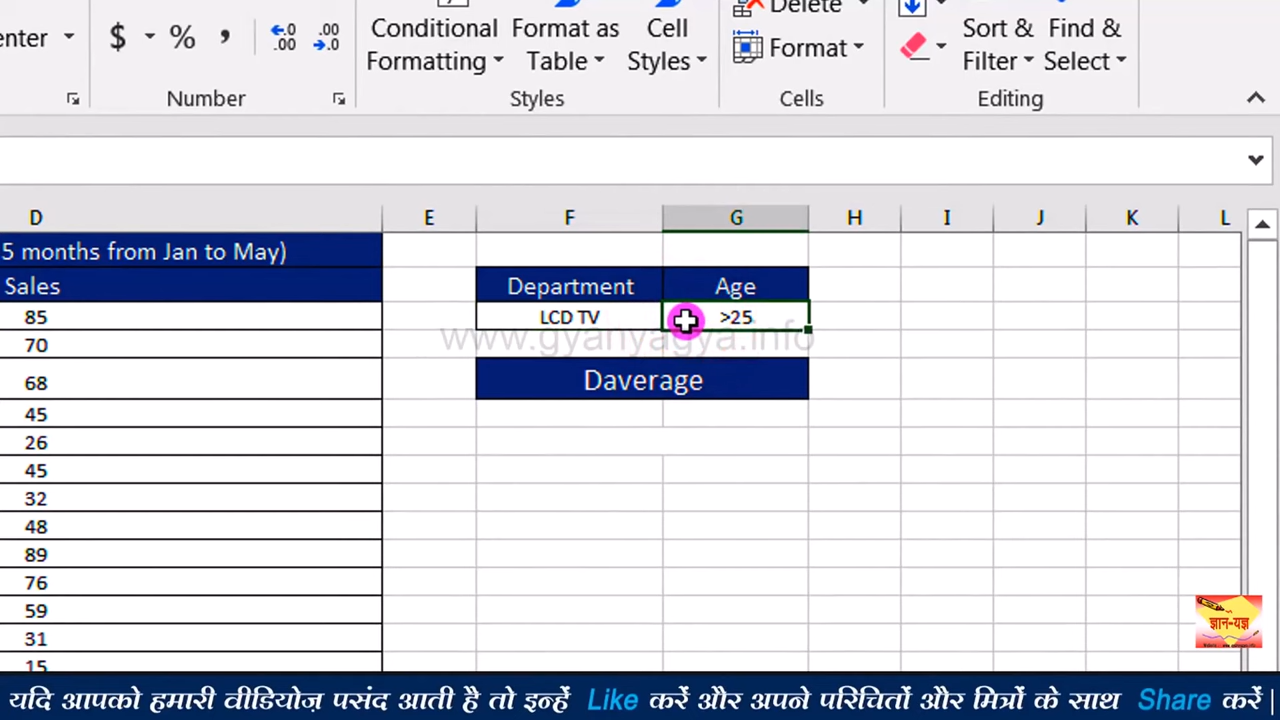 enter $ % , .00 .00 Conditional Formatting Format as Table Cell Styles Delete Format Sort & Filter Find & Select
Number Styles Cells Editing
D E F G H I J K L
5 months from Jan to May)
Sales Department Age
85 LCD TV >25
70
www.gyanyagya.info
68 Daverage
45
26
45
32
48
89
76
59
31
15
ज्ञान-यज्ञ
यदि आपको हमारी वीडियोज़ पसंद आती है तो इन्हें Like करें और अपने परिचितों और मित्रों के साथ Share करें |